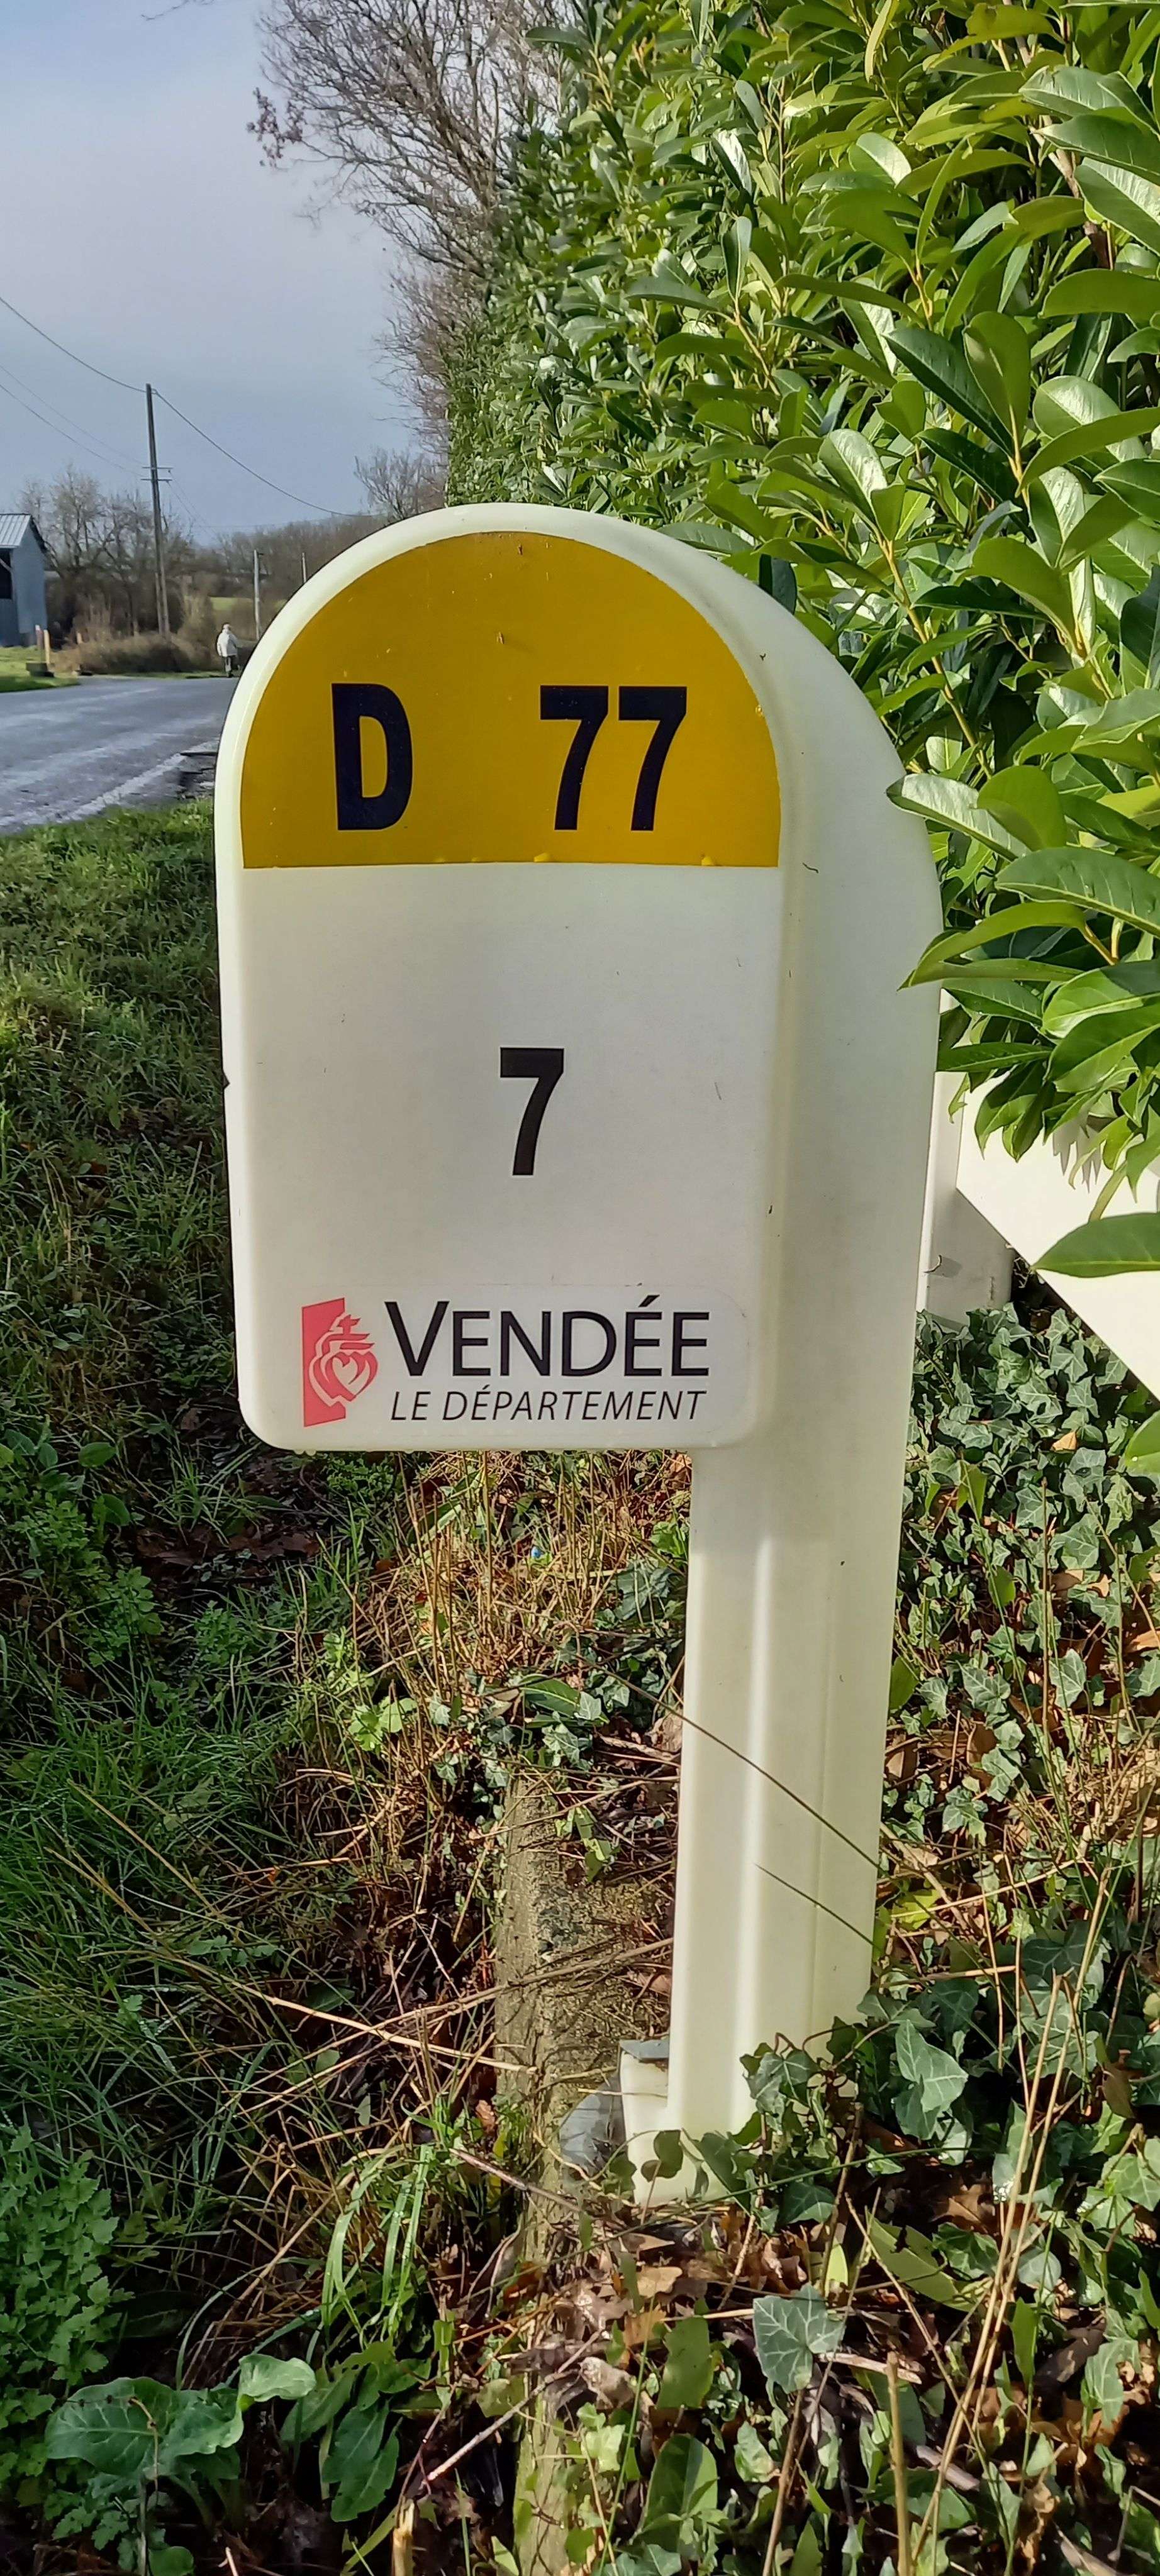 D 77
7
VENDÉE
LE DÉPARTEMENT